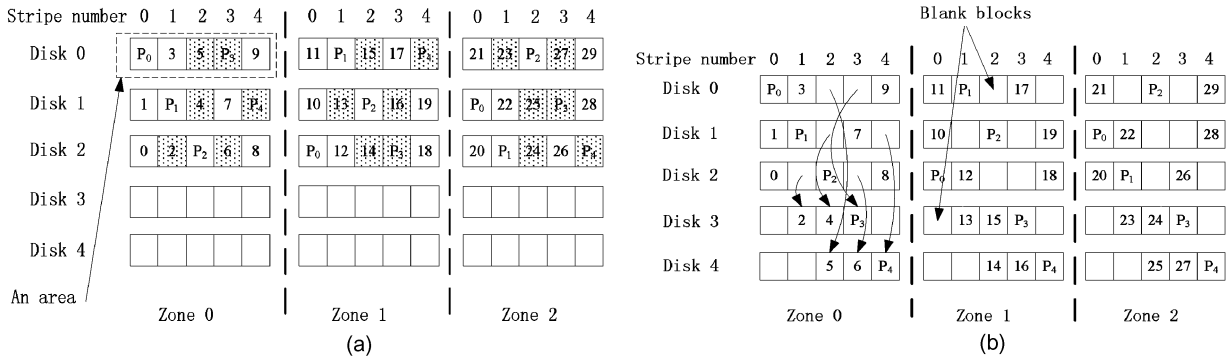 Stripe number 0 1 2 3 4 0 1 2 3 4 0 1 2 3 4
Disk 0 P0 3 5 P3 9 11 P1 15 17 P4 21 23 P2 27 29
Disk 1 1 P1 4 7 P4 10 13 P2 16 19 P0 22 25 P3 28
Disk 2 0 2 P2 6 8 P0 12 14 P3 18 20 P1 24 26 P4
Disk 3
Disk 4
An area
Zone 0 Zone 1 Zone 2
(a)
Blank blocks
Stripe number 0 1 2 3 4 0 1 2 3 4 0 1 2 3 4
Disk 0 P0 3 9 11 P1 17 21 P2 29
Disk 1 1 P1 7 10 P2 19 P0 22 28
Disk 2 0 P2 8 P0 12 18 20 P1 26
Disk 3 2 4 P3 13 15 P3 23 24 P3
Disk 4 5 6 P4 14 16 P4 25 27 P4
Zone 0 Zone 1 Zone 2
(b)